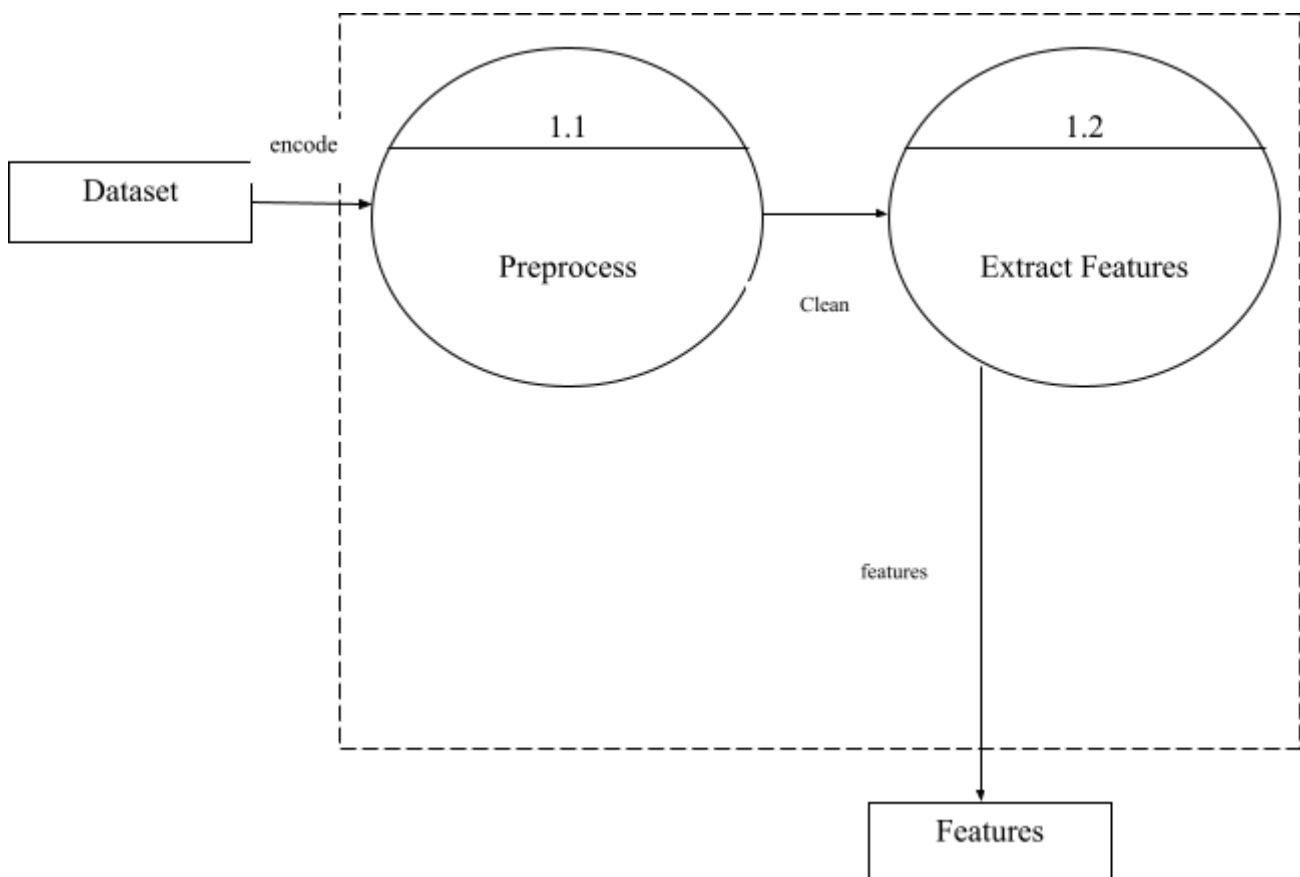 1.1
1.2
encode
Dataset
Preprocess
Extract Features
Clean
features
Features